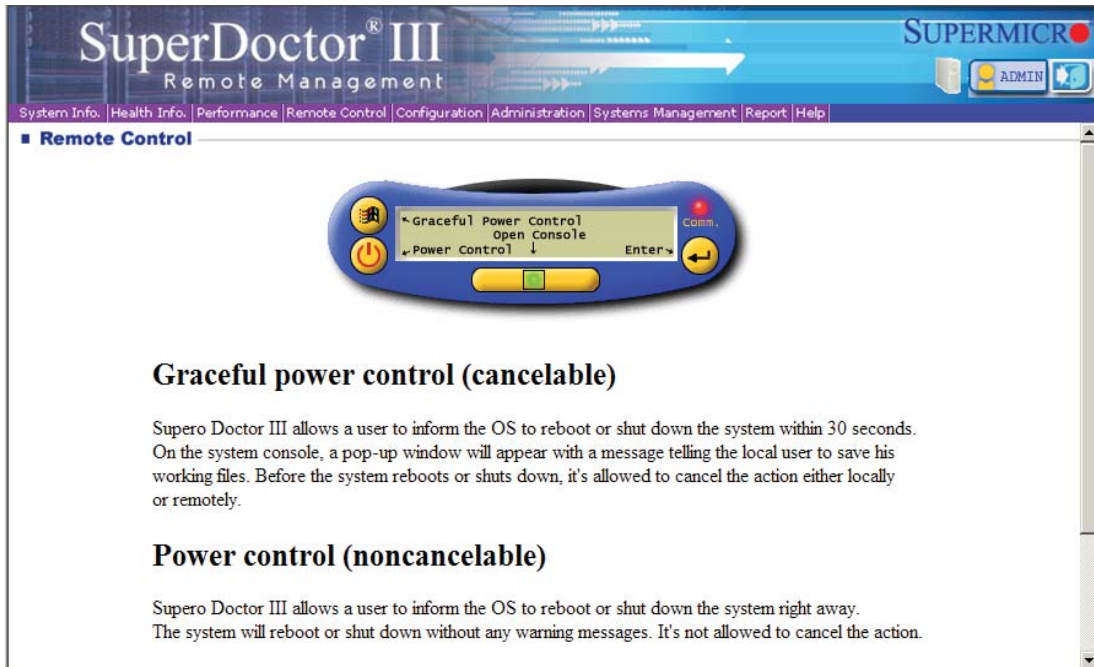 SuperDoctor® III
Remote Management
SUPERMICR
ADMIN
System Info. Health Info. Performance Remote Control Configuration Administration Systems Management Report Help
Remote Control
Graceful Power Control
Open Console
Power Control ↓ Enter
Comm.
Graceful power control (cancelable)
Supero Doctor III allows a user to inform the OS to reboot or shut down the system within 30 seconds.
On the system console, a pop-up window will appear with a message telling the local user to save his
working files. Before the system reboots or shuts down, it's allowed to cancel the action either locally
or remotely.
Power control (noncancelable)
Supero Doctor III allows a user to inform the OS to reboot or shut down the system right away.
The system will reboot or shut down without any warning messages. It's not allowed to cancel the action.